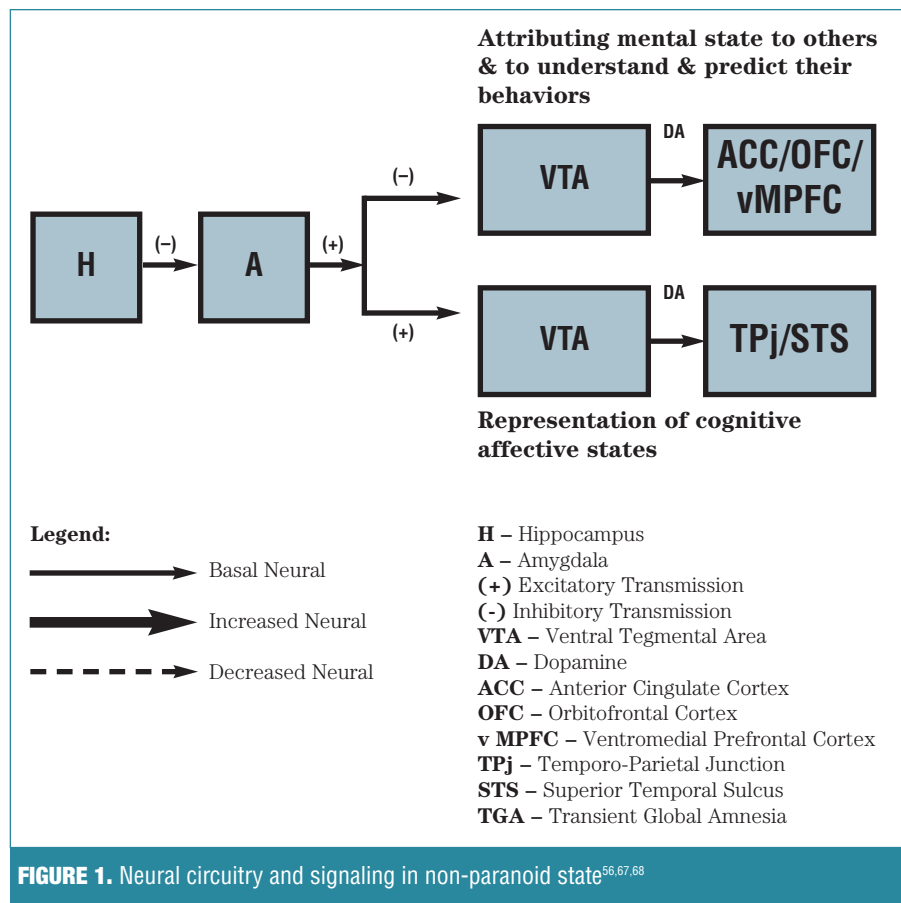 Attributing mental state to others
& to understand & predict their
behaviors
DA
VTA
ACC/OFC/
vMPFC
(–)
H
(–)
A
(+)
(+)
DA
VTA
TPj/STS
Representation of cognitive
affective states
Legend:
Basal Neural
Increased Neural
Decreased Neural
H – Hippocampus
A – Amygdala
(+) Excitatory Transmission
(-) Inhibitory Transmission
VTA – Ventral Tegmental Area
DA – Dopamine
ACC – Anterior Cingulate Cortex
OFC – Orbitofrontal Cortex
v MPFC – Ventromedial Prefrontal Cortex
TPj – Temporo-Parietal Junction
STS – Superior Temporal Sulcus
TGA – Transient Global Amnesia
FIGURE 1. Neural circuitry and signaling in non-paranoid state56,67,68